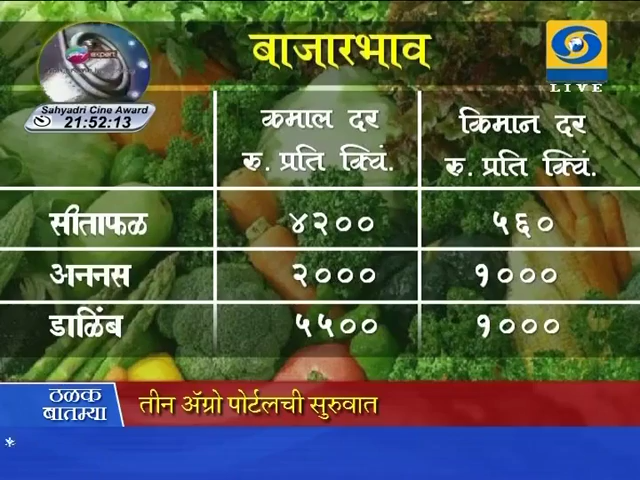 बाजारभाव
expert
Sahyadri Cine Award
21:52:13
LIVE
कमाल दर
रु. प्रति क्विं.
किमान दर
रु. प्रति क्विं.
सीताफळ ४२०० ५६०
अननस २००० १०००
डाळिंब ५५०० १०००
ठळक
बातम्या
तीन ॲग्रो पोर्टलची सुरुवात
*